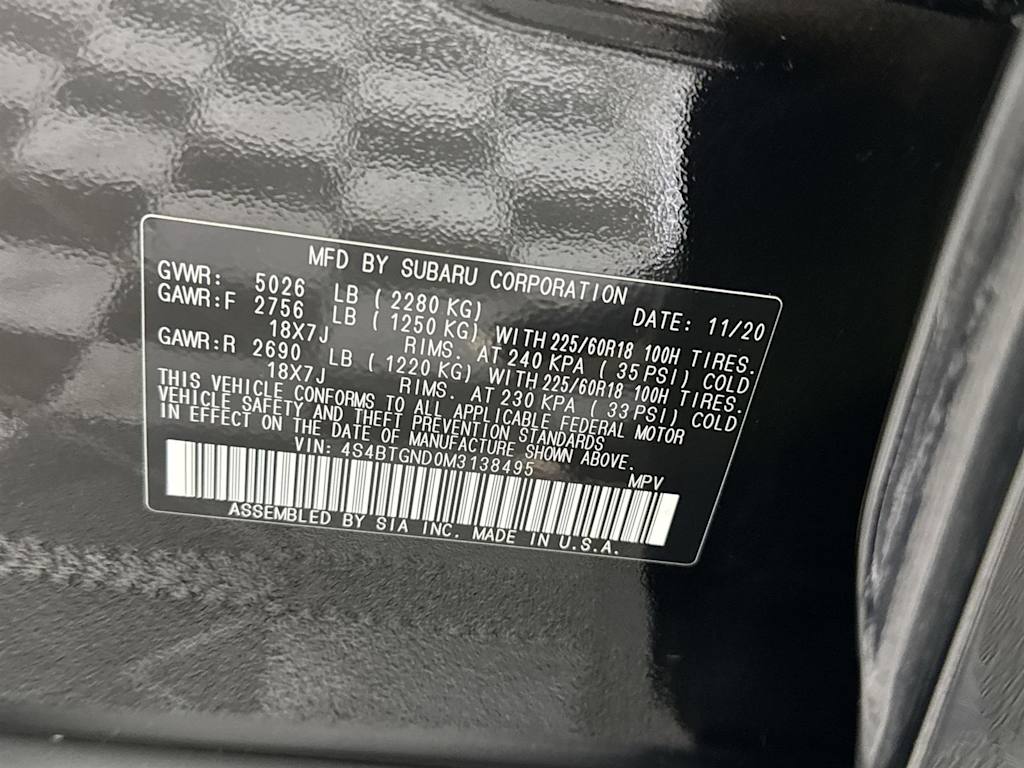 MFD BY SUBARU CORPORATION
DATE: 11/20
GVWR: 5026 LB ( 2280 KG)
GAWR:F 2756 LB ( 1250 KG) WITH 225/60R18 100H TIRES.
18X7J RIMS. AT 240 KPA ( 35 PSI) COLD
GAWR:R 2690 LB ( 1220 KG) WITH 225/60R18 100H TIRES.
18X7J RIMS. AT 230 KPA ( 33 PSI) COLD
THIS VEHICLE CONFORMS TO ALL APPLICABLE FEDERAL MOTOR
VEHICLE SAFETY AND THEFT PREVENTION STANDARDS
IN EFFECT ON THE DATE OF MANUFACTURE SHOWN ABOVE.
VIN: 4S4BTGND0M3138495 MPV
ASSEMBLED BY SIA INC. MADE IN U.S.A.